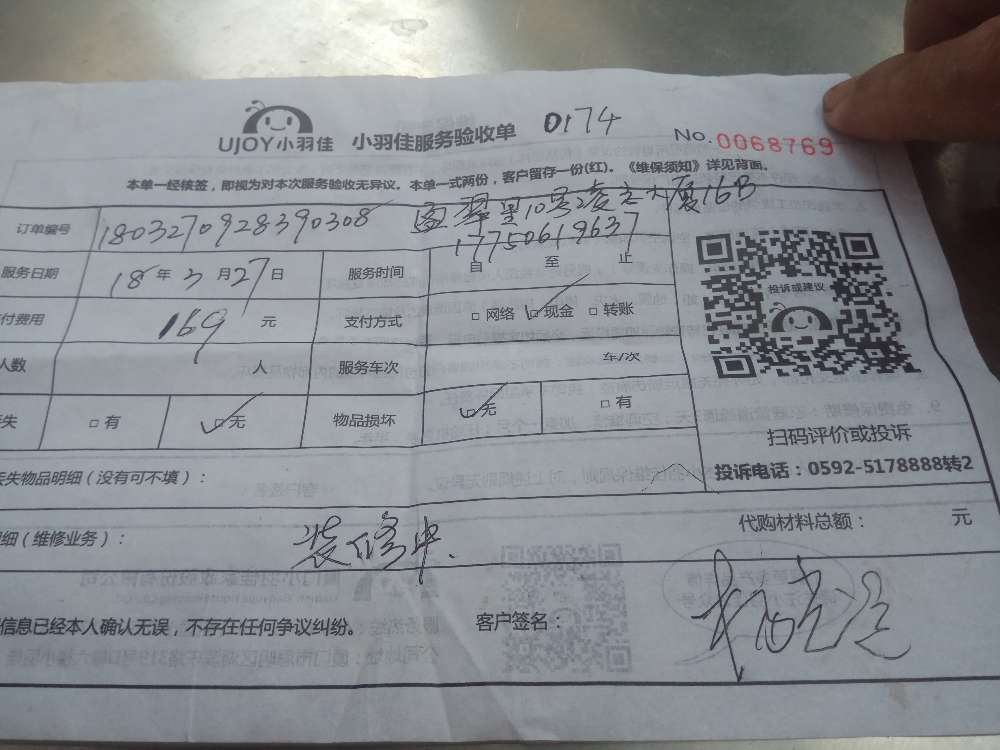 UJOY小羽佳 小羽佳服务验收单 0174 No.0068769
本单一经核签，即视为对本次服务验收无异议。本单一式两份，客户留存一份(红)。《维保须知》详见背面。
订单编号 1803270928390308 10号 大厦16B
17750619637
服务日期 18年3月27日 服务时间 自 至 止
付费用 169 元 支付方式 □网络 □现金 □转账
人数 人 服务车次 车/次
失 □有 □无 物品损坏 □无 □有
投诉或建议
扫码评价或投诉
投诉电话：0592-5178888转2
失物品明细（没有可不填）：
细（维修业务）： 装修中. 代购材料总额： 元
信息已经本人确认无误，不存在任何争议纠纷。 客户签名：